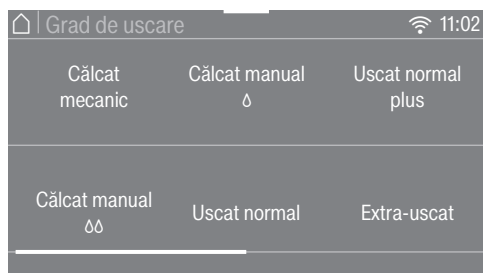 Grad de uscare 11:02
Călcat mecanic
Călcat manual
Uscat normal plus
Călcat manual
Uscat normal
Extra-uscat